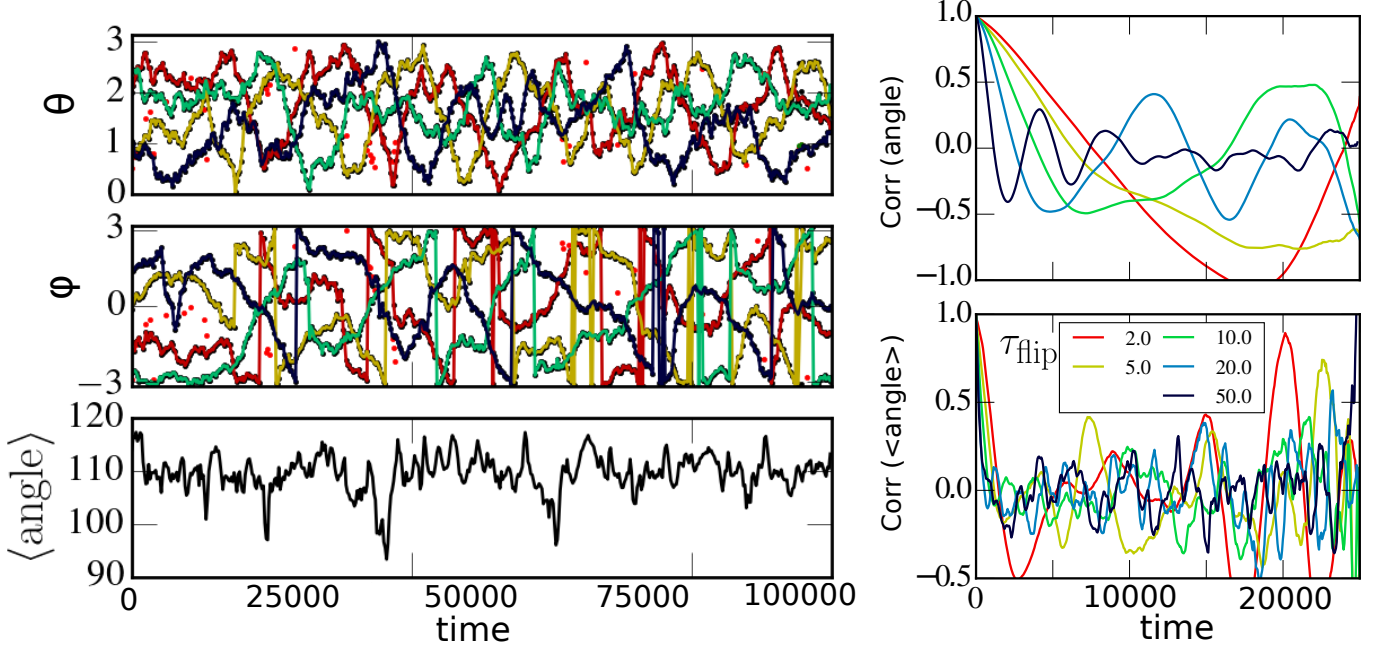 3
2
1
0
θ
3
0
–
3
φ
120
110
100
90
⟨angle⟩
0 25000 50000 75000 100000
time
1.0
0.5
0.0
−0.5
−1.0
Corr (angle)
1.0
0.5
0.0
−0.5
Corr (<angle>)
τflip
2.0 10.0
5.0 20.0
50.0
0 10000 20000
time